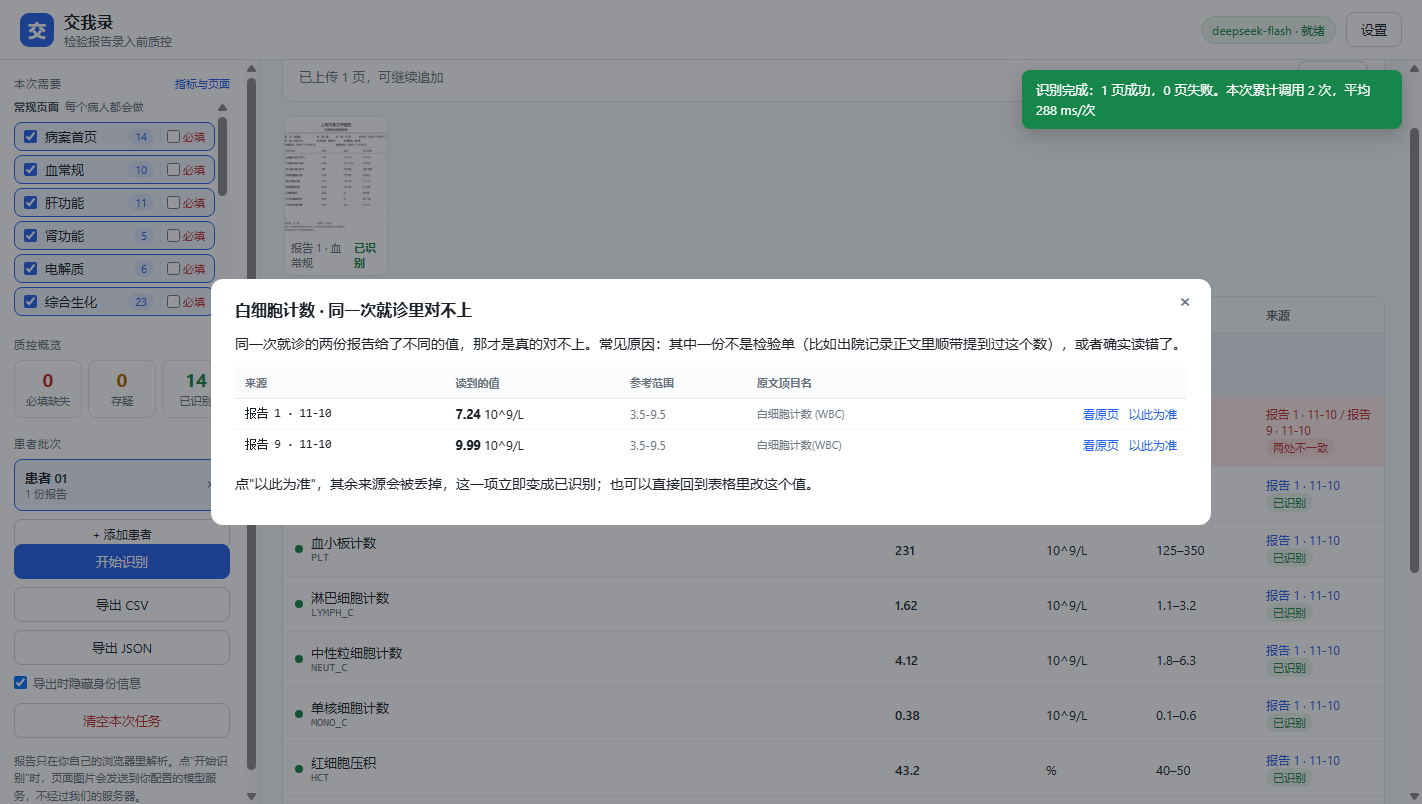 交
交我录
检验报告录入前质控
deepseek-flash · 就绪
设置
本次需要
指标与页面
常规页面 每个病人都会做
病案首页 14 必填
血常规 10 必填
肝功能 11 必填
肾功能 5 必填
电解质 6 必填
综合生化 23 必填
质控概览
0
必填缺失
0
存疑
14
已识别
患者批次
患者 01
1 份报告
+ 添加患者
开始识别
导出 CSV
导出 JSON
导出时隐藏身份信息
清空本次任务
报告只在你自己的浏览器里解析。点"开始识
别"时，页面图片会发送到你配置的模型服
务，不经过我们的服务器。
已上传 1 页，可继续追加
识别完成：1 页成功，0 页失败。本次累计调用 2 次，平均
288 ms/次
报告 1 · 血
常规
已识
别
来源
白细胞计数 · 同一次就诊里对不上
×
同一次就诊的两份报告给了不同的值，那才是真的对不上。常见原因：其中一份不是检验单（比如出院记录正文里顺带提到过这个数），或者确实读错了。
来源 读到的值 参考范围 原文项目名
报告 1 · 11-10 7.24 10^9/L 3.5-9.5 白细胞计数 (WBC) 看原页 以此为准
报告 9 · 11-10 9.99 10^9/L 3.5-9.5 白细胞计数(WBC) 看原页 以此为准
点"以此为准"，其余来源会被丢掉，这一项立即变成已识别；也可以直接回到表格里改这个值。
报告 1 · 11-10 / 报告
9 · 11-10
两处不一致
报告 1 · 11-10
已识别
血小板计数
PLT
231 10^9/L 125–350
报告 1 · 11-10
已识别
淋巴细胞计数
LYMPH_C
1.62 10^9/L 1.1–3.2
报告 1 · 11-10
已识别
中性粒细胞计数
NEUT_C
4.12 10^9/L 1.8–6.3
报告 1 · 11-10
已识别
单核细胞计数
MONO_C
0.38 10^9/L 0.1–0.6
报告 1 · 11-10
已识别
红细胞压积
HCT
43.2 % 40–50
报告 1 · 11-10
已识别